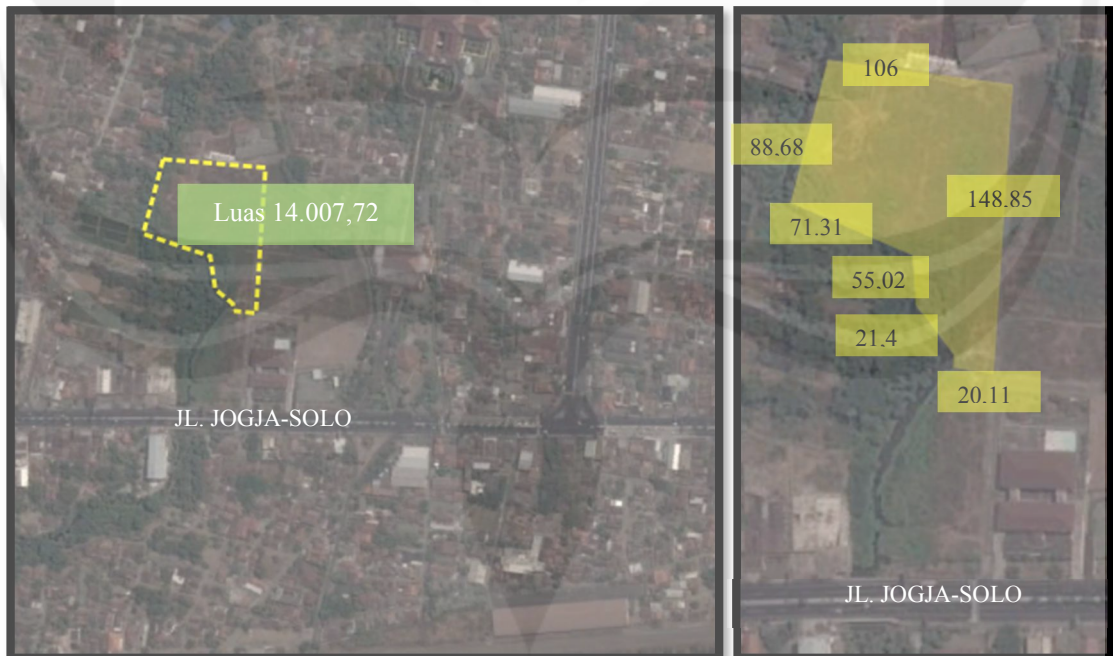 Luas 14.007,72
JL. JOGJA-SOLO
106
88,68
148.85
71.31
55.02
21,4
20.11
JL. JOGJA-SOLO